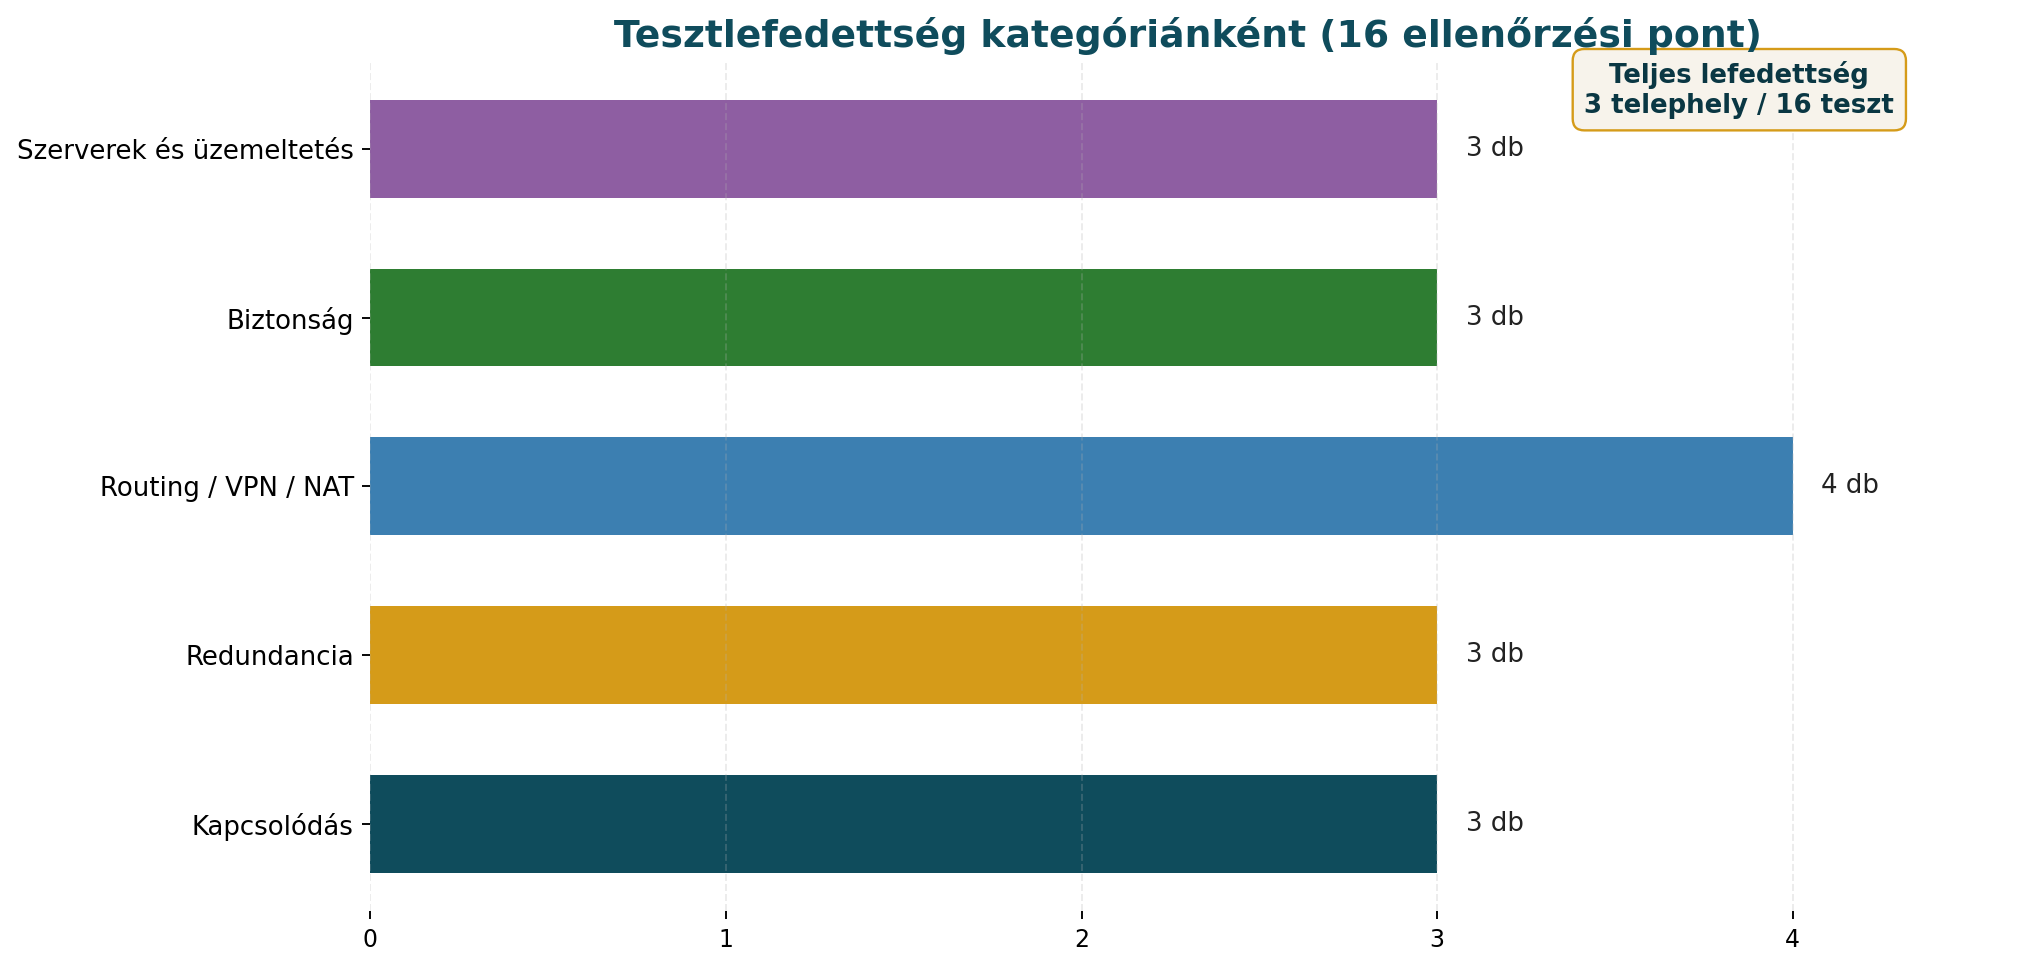 Tesztlefedettség kategóriánként (16 ellenőrzési pont)
Teljes lefedettség
3 telephely / 16 teszt
Szerverek és üzemeltetés
3 db
Biztonság
3 db
Routing / VPN / NAT
4 db
Redundancia
3 db
Kapcsolódás
3 db
0 1 2 3 4